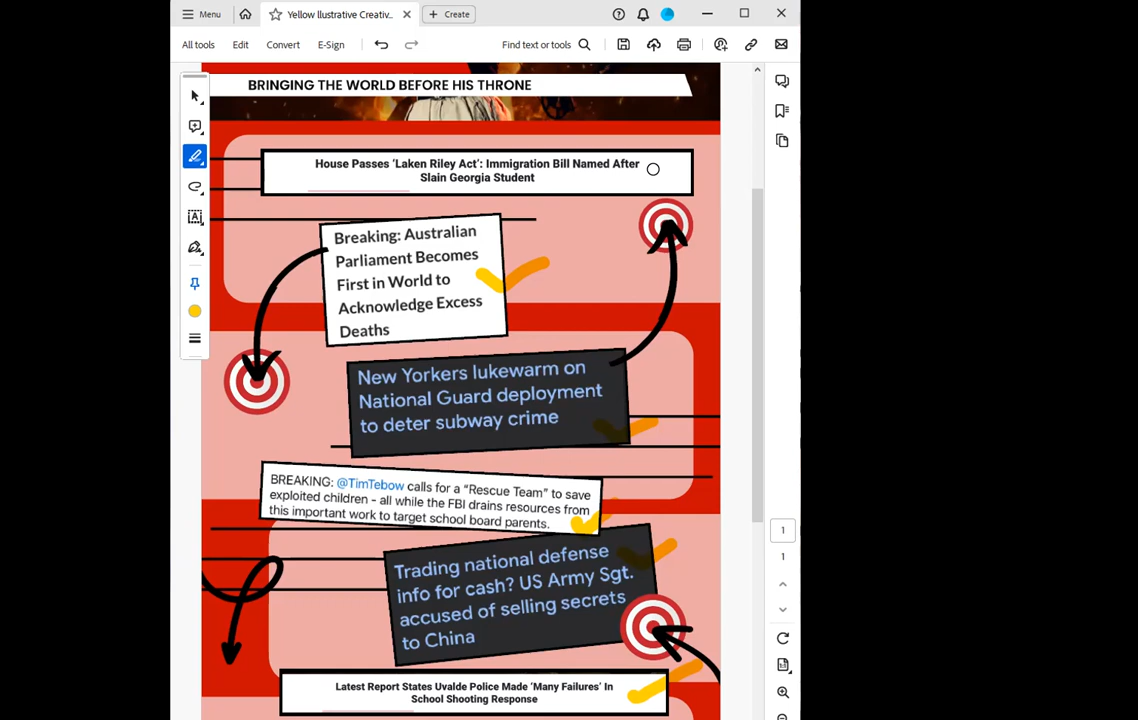 Menu
Yellow llustrative Creativ...
Create
All tools
Edit
Convert
E-Sign
Find text or tools
BRINGING THE WORLD BEFORE HIS THRONE
House Passes ‘Laken Riley Act’: Immigration Bill Named After
Slain Georgia Student
Breaking: Australian
Parliament Becomes
First in World to
Acknowledge Excess
Deaths
New Yorkers lukewarm on
National Guard deployment
to deter subway crime
BREAKING: @TimTebow calls for a “Rescue Team” to save
exploited children - all while the FBI drains resources from
this important work to target school board parents.
Trading national defense
info for cash? US Army Sgt.
accused of selling secrets
to China
Latest Report States Uvalde Police Made ‘Many Failures’ In
School Shooting Response
1
1